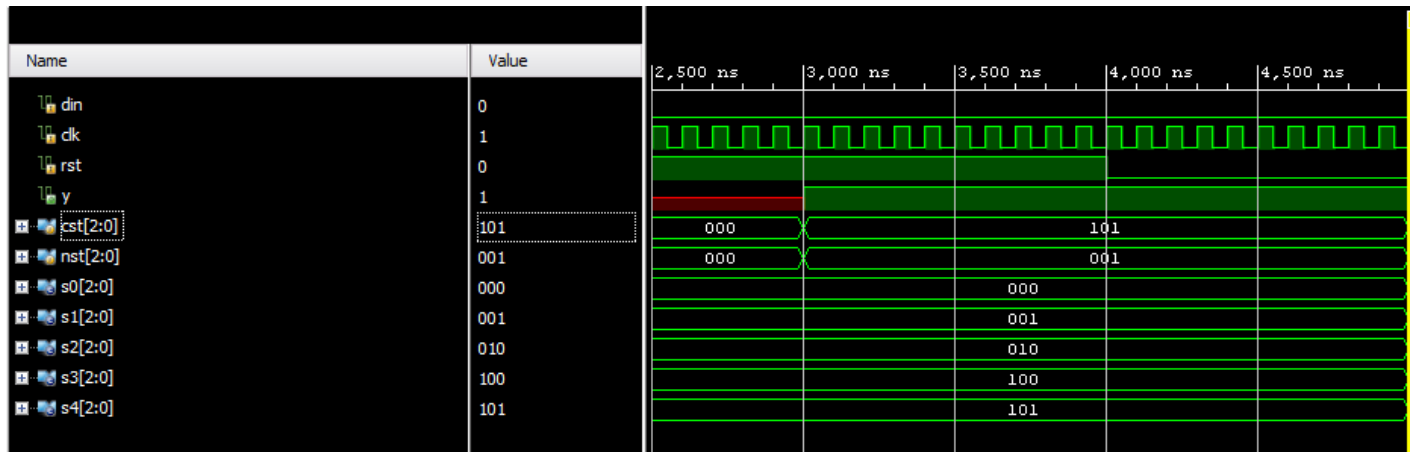 Name Value
2,500 ns 3,000 ns 3,500 ns 4,000 ns 4,500 ns
din 0
clk 1
rst 0
y 1
cst[2:0] 101 000 101
nst[2:0] 001 000 001
s0[2:0] 000 000
s1[2:0] 001 001
s2[2:0] 010 010
s3[2:0] 100 100
s4[2:0] 101 101